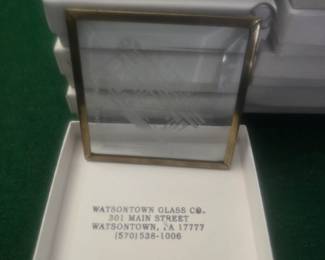 WATSONTOWN GLASS CO.
301 MAIN STREET
WATSONTOWN, PA 17777
(570) 538-1006